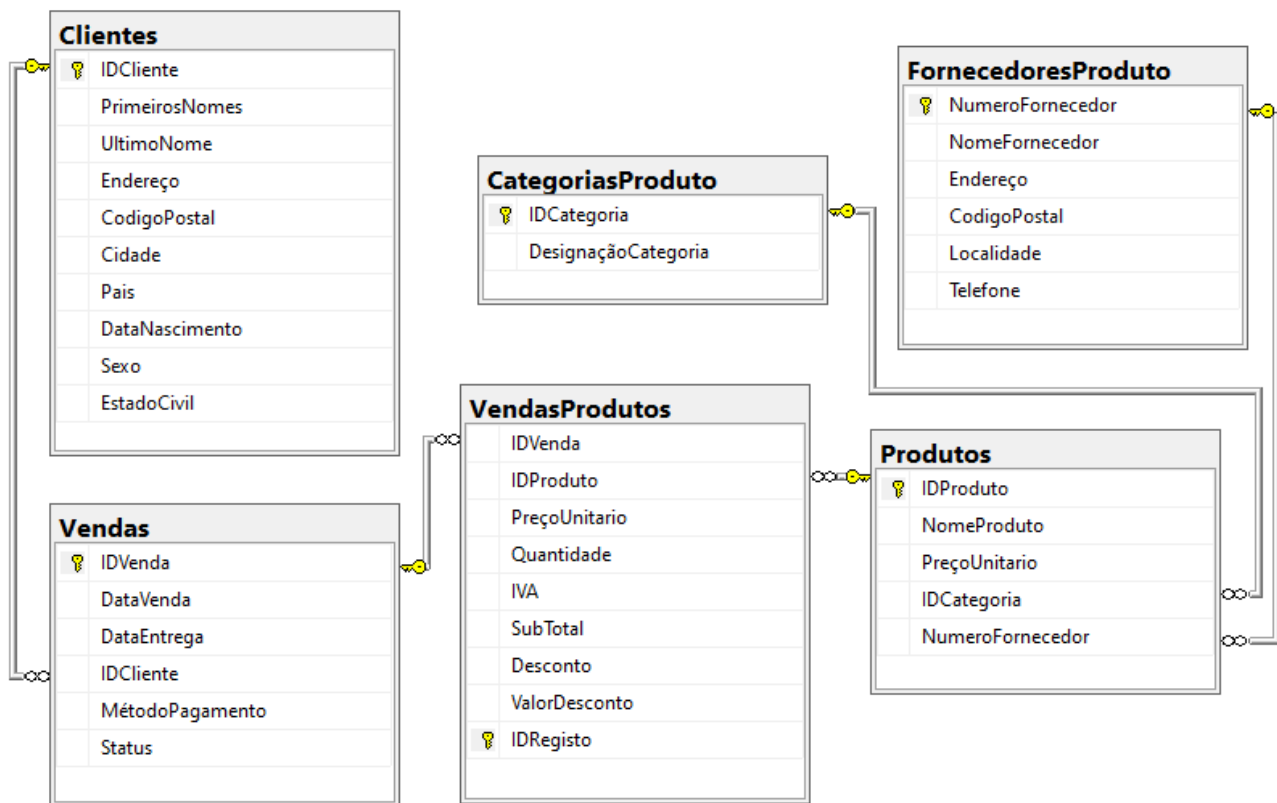 Clientes
IDCliente
PrimeirosNomes
UltimoNome
Endereço
CodigoPostal
Cidade
Pais
DataNascimento
Sexo
EstadoCivil
FornecedoresProduto
NumeroFornecedor
NomeFornecedor
Endereço
CodigoPostal
Localidade
Telefone
CategoriasProduto
IDCategoria
DesignaçãoCategoria
Vendas
IDVenda
DataVenda
DataEntrega
IDCliente
MétodoPagamento
Status
VendasProdutos
IDVenda
IDProduto
PreçoUnitario
Quantidade
IVA
SubTotal
Desconto
ValorDesconto
IDRegisto
Produtos
IDProduto
NomeProduto
PreçoUnitario
IDCategoria
NumeroFornecedor